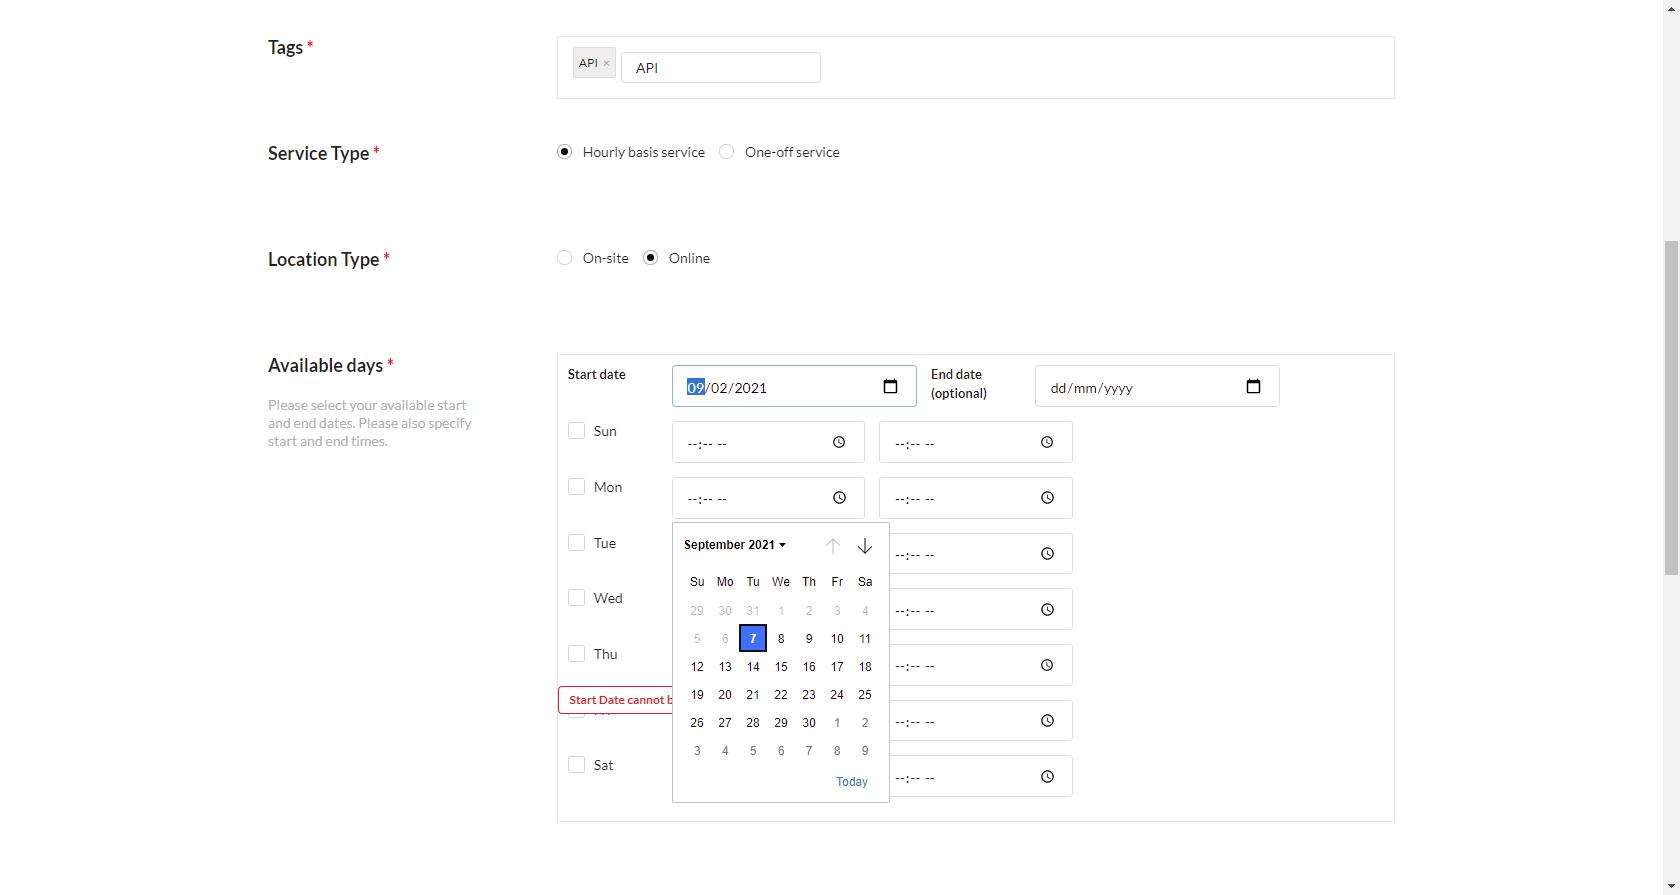 Tags *
API ×
API
Service Type *
Hourly basis service
One-off service
Location Type *
On-site
Online
Available days *
Please select your available start
and end dates. Please also specify
start and end times.
Start date
09/02/2021
End date
(optional)
dd/mm/yyyy
Sun
--:-- --
--:-- --
Mon
--:-- --
--:-- --
Tue
--:-- --
Wed
--:-- --
Thu
--:-- --
Start Date cannot
--:-- --
Sat
--:-- --
September 2021
Su Mo Tu We Th Fr Sa
29 30 31 1 2 3 4
5 6 7 8 9 10 11
12 13 14 15 16 17 18
19 20 21 22 23 24 25
26 27 28 29 30 1 2
3 4 5 6 7 8 9
Today